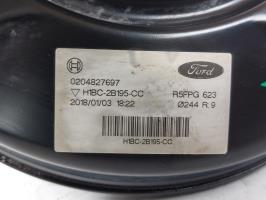 Ford
0204827697
▽ H1BC-2B195-CC R5FPG 623
2018/01/03 18:22 Ø244 R:9
H1BC-2B195-CC